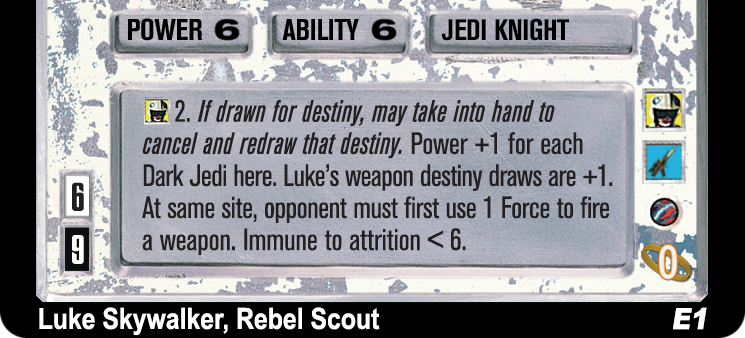 POWER 6 ABILITY 6 JEDI KNIGHT
2. If drawn for destiny, may take into hand to
cancel and redraw that destiny. Power +1 for each
Dark Jedi here. Luke's weapon destiny draws are +1.
At same site, opponent must first use 1 Force to fire
a weapon. Immune to attrition < 6.
6
9
0
Luke Skywalker, Rebel Scout E1